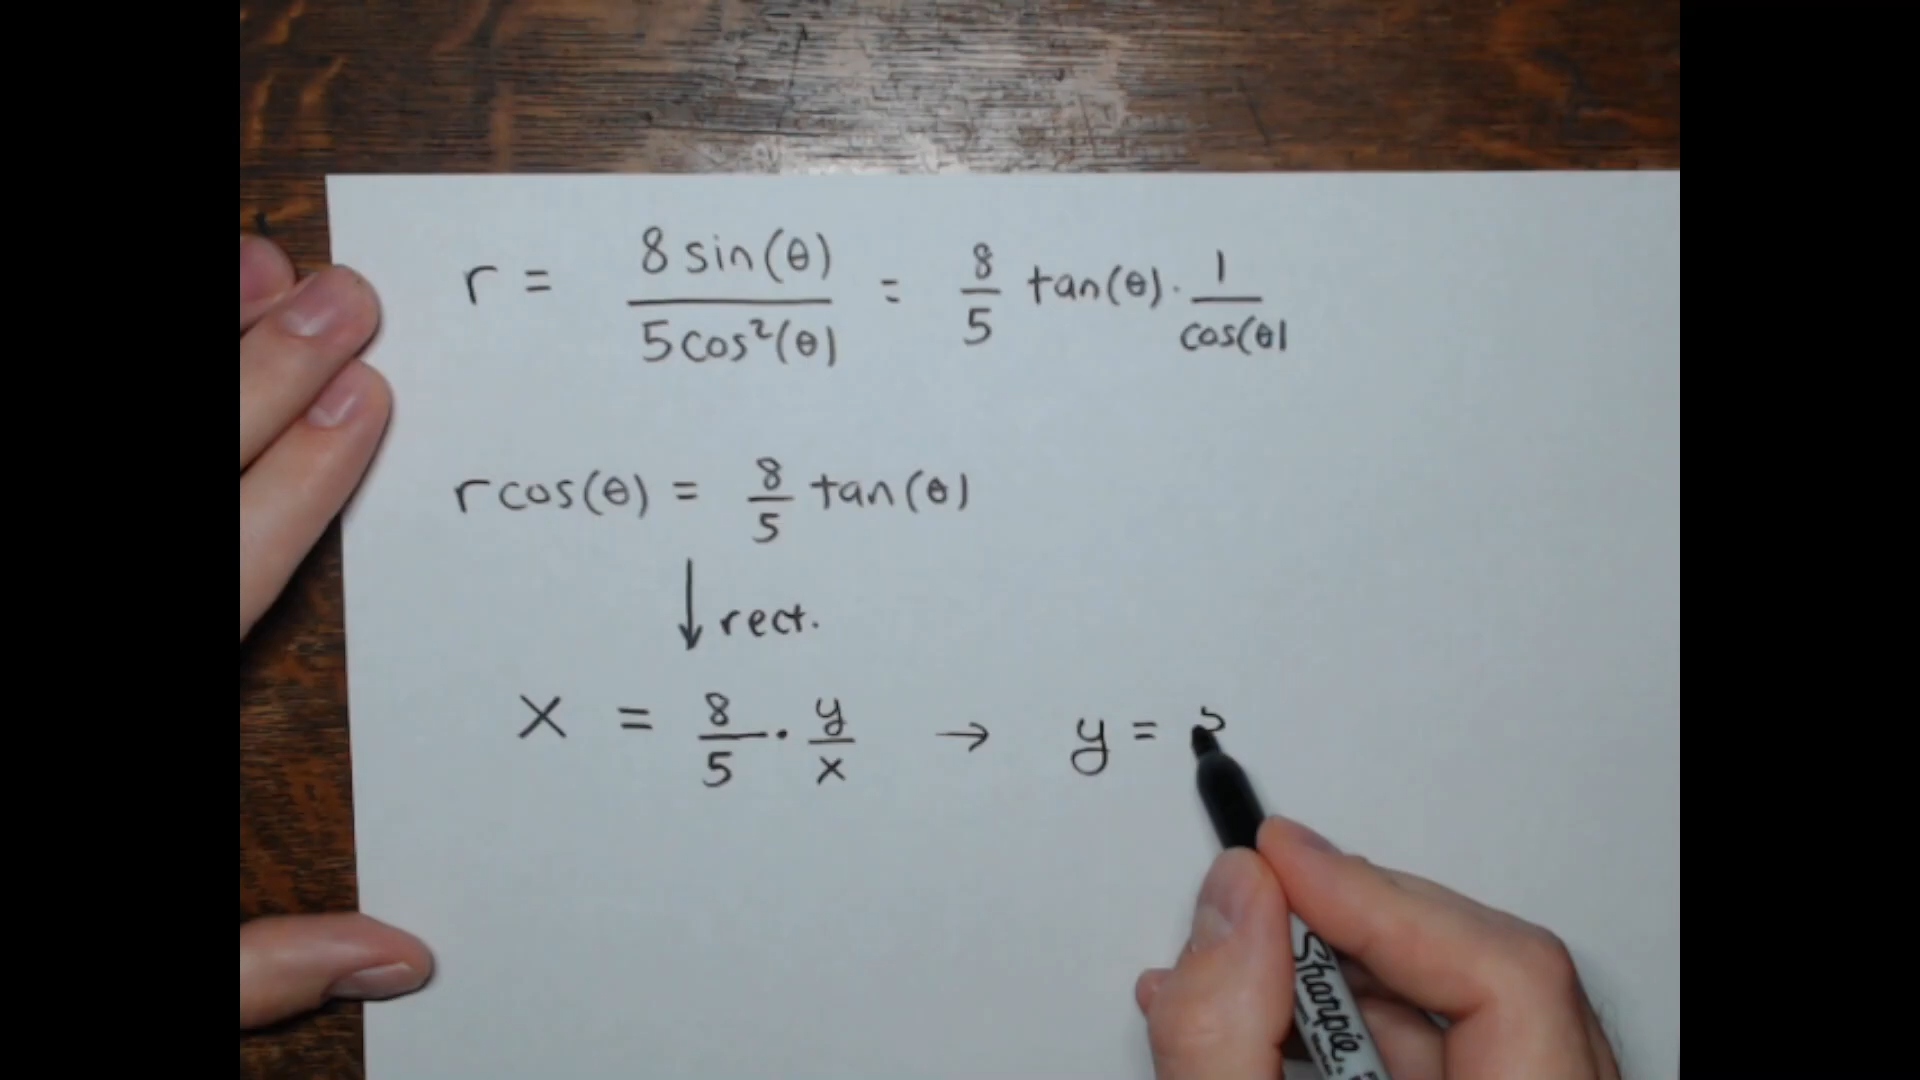 r = 8 sin(θ) / 5cos²(θ) = 8/5 tan(θ) · 1/cos(θ)
r cos(θ) = 8/5 tan(θ)
↓ rect.
x = 8/5 · y/x → y =
Sharpie